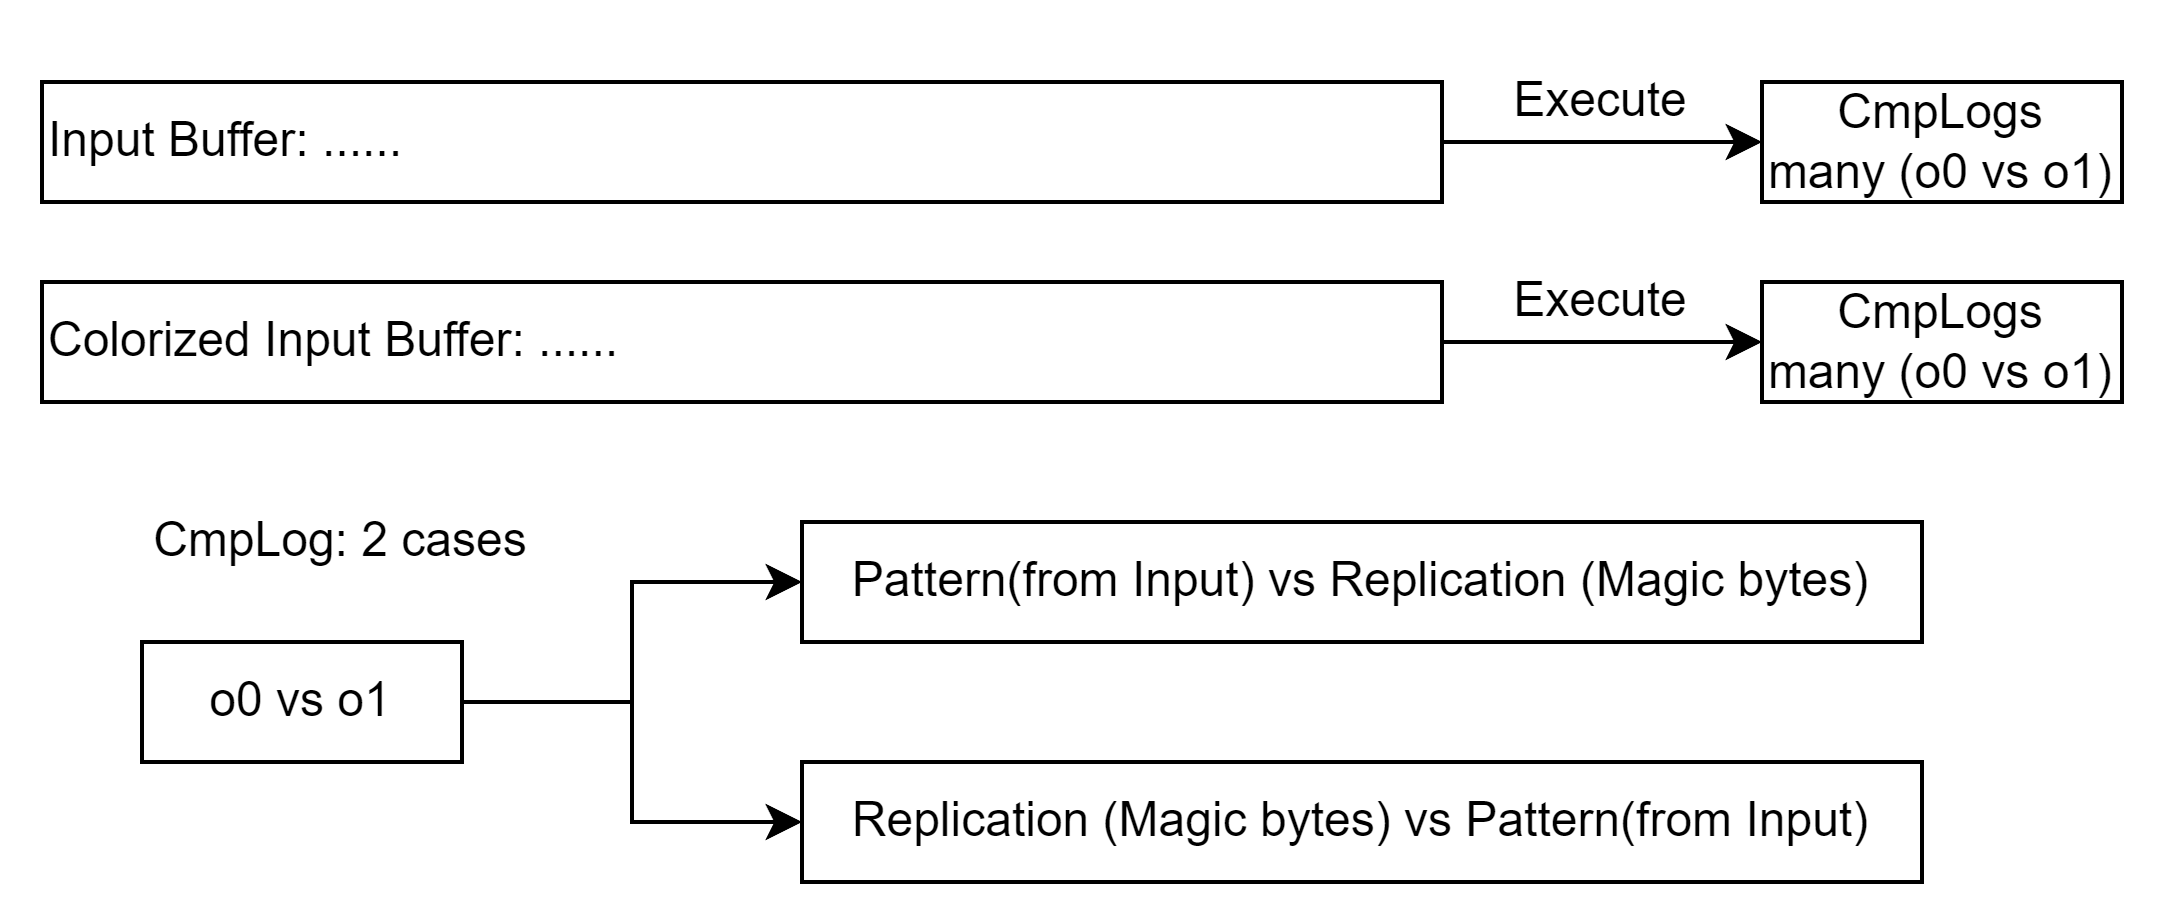 Input Buffer: ......
Execute
CmpLogs
many (o0 vs o1)
Colorized Input Buffer: ......
Execute
CmpLogs
many (o0 vs o1)
CmpLog: 2 cases
o0 vs o1
Pattern(from Input) vs Replication (Magic bytes)
Replication (Magic bytes) vs Pattern(from Input)